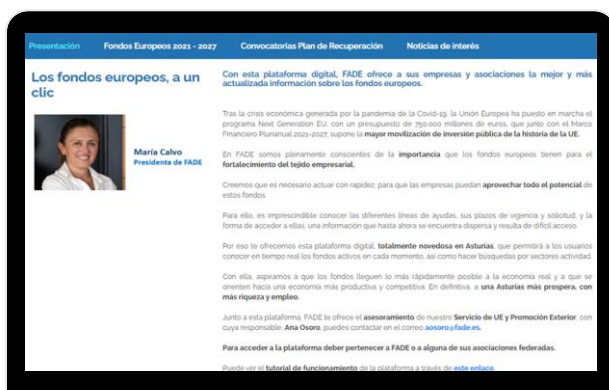 Presentación Fondos Europeos 2021 - 2027 Convocatorias Plan de Recuperación Noticias de interés
Los fondos europeos, a un
clic
María Calvo
Presidenta de FADE
Con esta plataforma digital, FADE ofrece a sus empresas y asociaciones la mejor y más
actualizada información sobre los fondos europeos.
Tras la crisis económica generada por la pandemia de la Covid-19, la Unión Europea ha puesto en marcha el
programa Next Generation EU, con un presupuesto de 750.000 millones de euros, que junto con el Marco
Financiero Plurianual 2021-2027, supone la mayor movilización de inversión pública de la historia de la UE.
En FADE somos plenamente conscientes de la importancia que los fondos europeos tienen para el
fortalecimiento del tejido empresarial.
Creemos que es necesario actuar con rapidez, para que las empresas puedan aprovechar todo el potencial de
estos fondos.
Para ello, es imprescindible conocer las diferentes líneas de ayudas, sus plazos de vigencia y solicitud, y la
forma de acceder a ellas, una información que hasta ahora se encuentra dispersa y resulta de difícil acceso.
Por eso te ofrecemos esta plataforma digital, totalmente novedosa en Asturias, que permitirá a los usuarios
conocer en tiempo real los fondos activos en cada momento, así como hacer búsquedas por sectores actividad.
Con ella, aspiramos a que los fondos lleguen lo más rápidamente posible a la economía real y a que se
orienten hacia una economía más productiva y competitiva. En definitiva, a una Asturias más prospera, con
más riqueza y empleo.
Junto a esta plataforma, FADE te ofrece el asesoramiento de nuestro Servicio de UE y Promoción Exterior, con
cuya responsable, Ana Osoro, puedes contactar en el correo aosoro@fade.es.
Para acceder a la plataforma deber pertenecer a FADE o a alguna de sus asociaciones federadas.
Puede ver el tutorial de funcionamiento de la plataforma a través de este enlace.